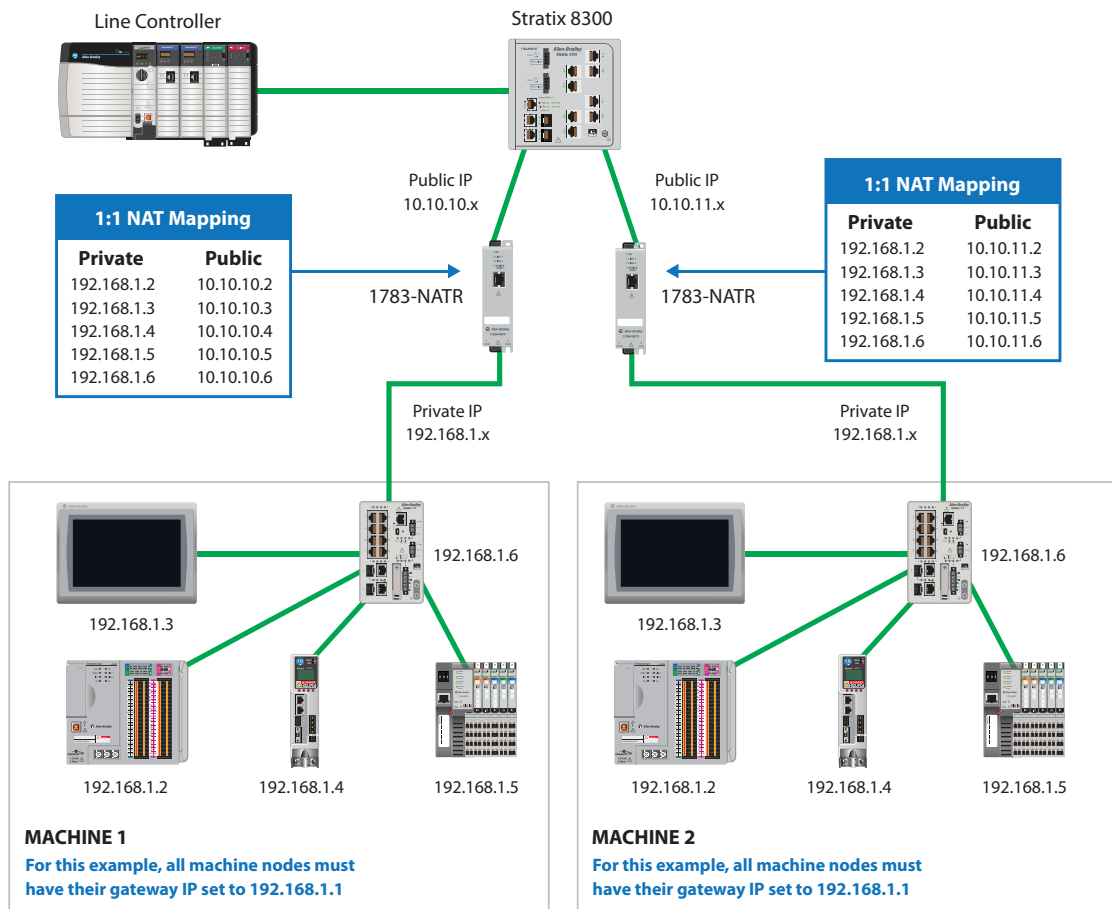 Line Controller
Stratix 8300
Allen-Bradley
Public IP
10.10.10.x
Public IP
10.10.11.x
1:1 NAT Mapping
Private Public
192.168.1.2 10.10.10.2
192.168.1.3 10.10.10.3
192.168.1.4 10.10.10.4
192.168.1.5 10.10.10.5
192.168.1.6 10.10.10.6
1:1 NAT Mapping
Private Public
192.168.1.2 10.10.11.2
192.168.1.3 10.10.11.3
192.168.1.4 10.10.11.4
192.168.1.5 10.10.11.5
192.168.1.6 10.10.11.6
1783-NATR
1783-NATR
Private IP
192.168.1.x
Private IP
192.168.1.x
192.168.1.6
192.168.1.3
192.168.1.2
192.168.1.4
192.168.1.5
MACHINE 1
For this example, all machine nodes must
have their gateway IP set to 192.168.1.1
192.168.1.6
192.168.1.3
192.168.1.2
192.168.1.4
192.168.1.5
MACHINE 2
For this example, all machine nodes must
have their gateway IP set to 192.168.1.1